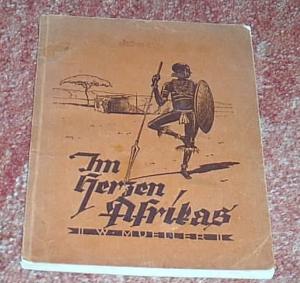 Im
Herzen
Afrikas
W. MUELLER